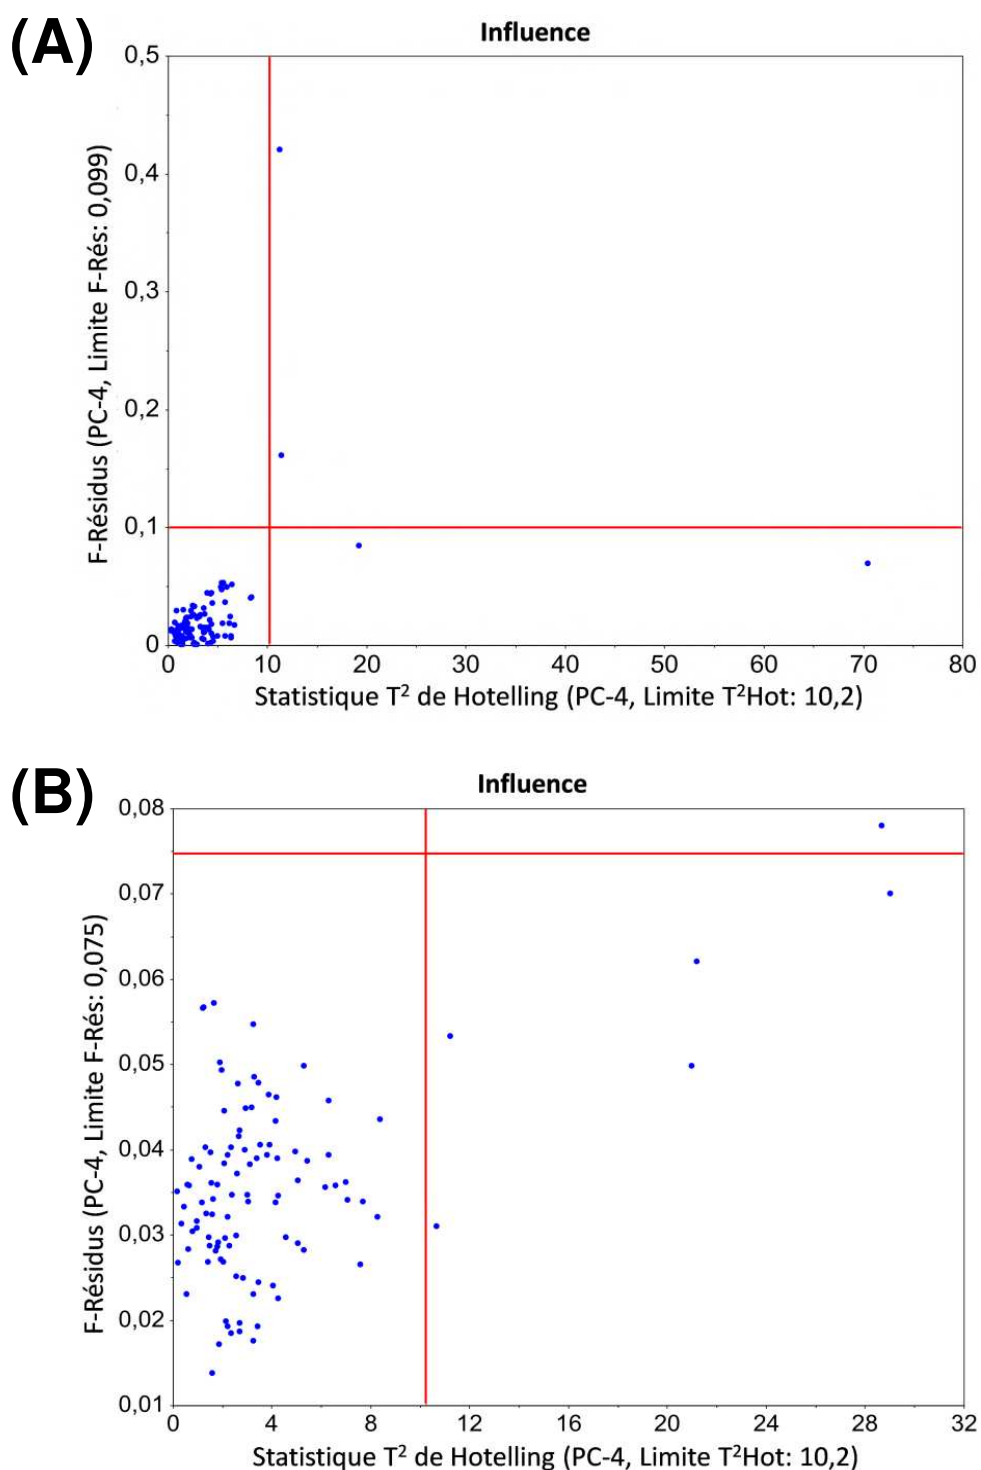 (A)
Influence
0,5
0,4
0,3
0,2
0,1
0
F-Résidus (PC-4, Limite F-Rés: 0,099)
0 10 20 30 40 50 60 70 80
Statistique T² de Hotelling (PC-4, Limite T²Hot: 10,2)
(B)
Influence
0,08
0,07
0,06
0,05
0,04
0,03
0,02
0,01
F-Résidus (PC-4, Limite F-Rés: 0,075)
0 4 8 12 16 20 24 28 32
Statistique T² de Hotelling (PC-4, Limite T²Hot: 10,2)